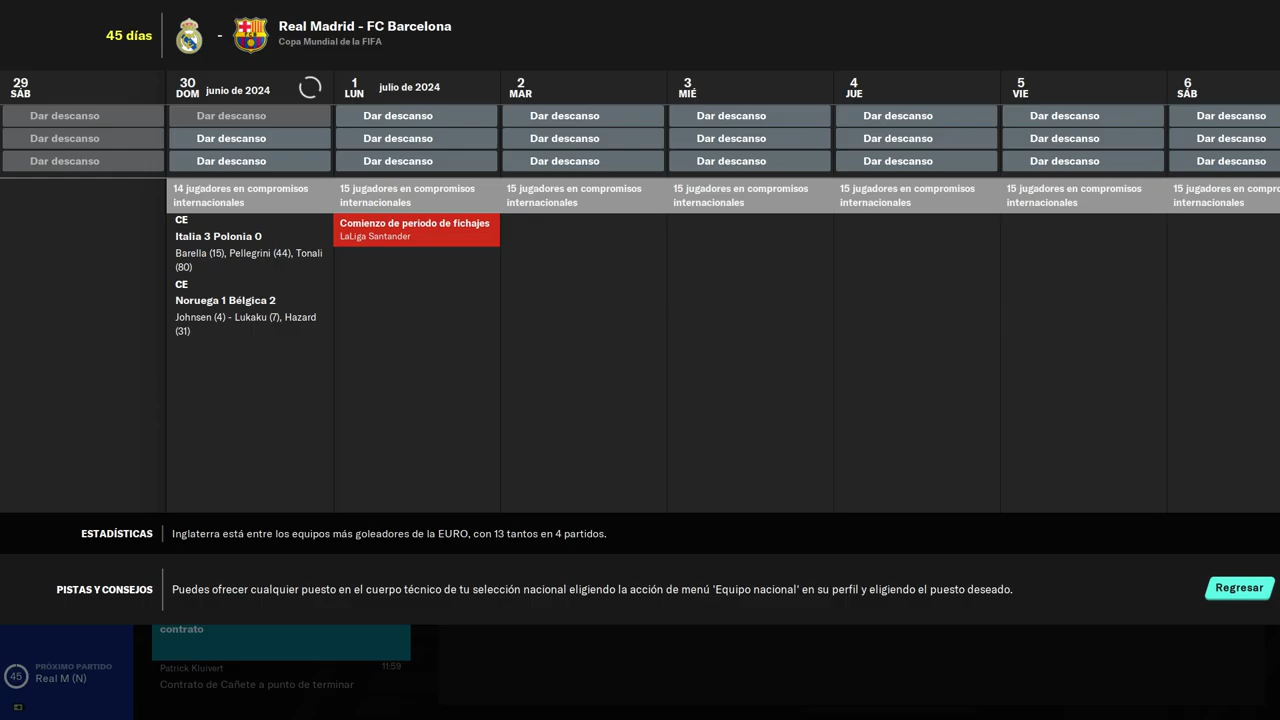 45 días
-
Real Madrid - FC Barcelona
Copa Mundial de la FIFA
29
SÁB
30
DOM junio de 2024
1
LUN julio de 2024
2
MAR
3
MIÉ
4
JUE
5
VIE
6
SÁB
Dar descanso Dar descanso Dar descanso Dar descanso Dar descanso Dar descanso Dar descanso Dar descanso
Dar descanso Dar descanso Dar descanso Dar descanso Dar descanso Dar descanso Dar descanso Dar descanso
Dar descanso Dar descanso Dar descanso Dar descanso Dar descanso Dar descanso Dar descanso Dar descanso
14 jugadores en compromisos
internacionales
15 jugadores en compromisos
internacionales
15 jugadores en compromisos
internacionales
15 jugadores en compromisos
internacionales
15 jugadores en compromisos
internacionales
15 jugadores en compromisos
internacionales
15 jugadores en compro
internacionales
CE
Italia 3 Polonia 0
Barella (15), Pellegrini (44), Tonali
(80)
CE
Noruega 1 Bélgica 2
Johnsen (4) - Lukaku (7), Hazard
(31)
Comienzo de periodo de fichajes
LaLiga Santander
ESTADÍSTICAS
Inglaterra está entre los equipos más goleadores de la EURO, con 13 tantos en 4 partidos.
PISTAS Y CONSEJOS
Puedes ofrecer cualquier puesto en el cuerpo técnico de tu selección nacional eligiendo la acción de menú 'Equipo nacional' en su perfil y eligiendo el puesto deseado.
Regresar
45
PRÓXIMO PARTIDO
Real M (N)
contrato
Patrick Kluivert 11:59
Contrato de Cañete a punto de terminar